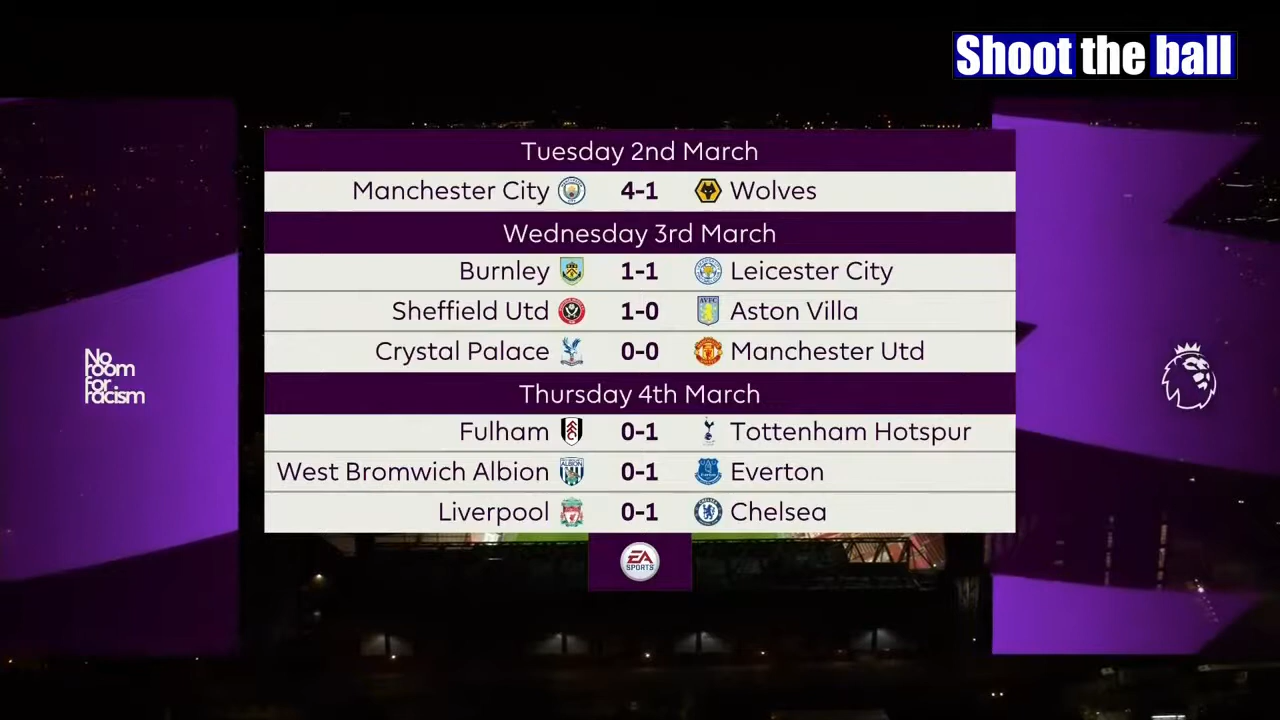 Shoot the ball
Tuesday 2nd March
Manchester City 4-1 Wolves
Wednesday 3rd March
Burnley 1-1 Leicester City
Sheffield Utd 1-0 Aston Villa
Crystal Palace 0-0 Manchester Utd
Thursday 4th March
Fulham 0-1 Tottenham Hotspur
West Bromwich Albion 0-1 Everton
Liverpool 0-1 Chelsea
No
room
for
racism
EA
SPORTS
AVFC
ALBION